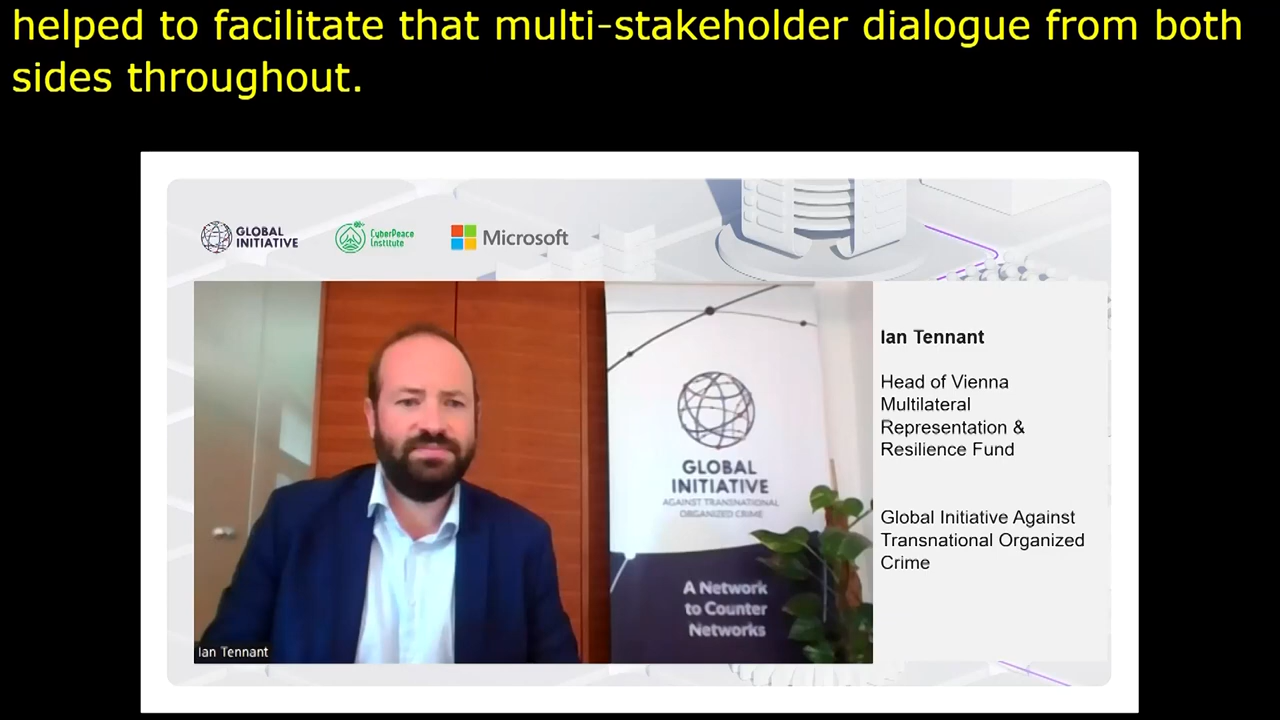 helped to facilitate that multi-stakeholder dialogue from both
sides throughout.
GLOBAL
INITIATIVE
CyberPeace
Institute
Microsoft
GLOBAL
INITIATIVE
AGAINST TRANSNATIONAL
ORGANIZED CRIME
A Network
to Counter
Networks
Ian Tennant
Ian Tennant
Head of Vienna
Multilateral
Representation &
Resilience Fund
Global Initiative Against
Transnational Organized
Crime